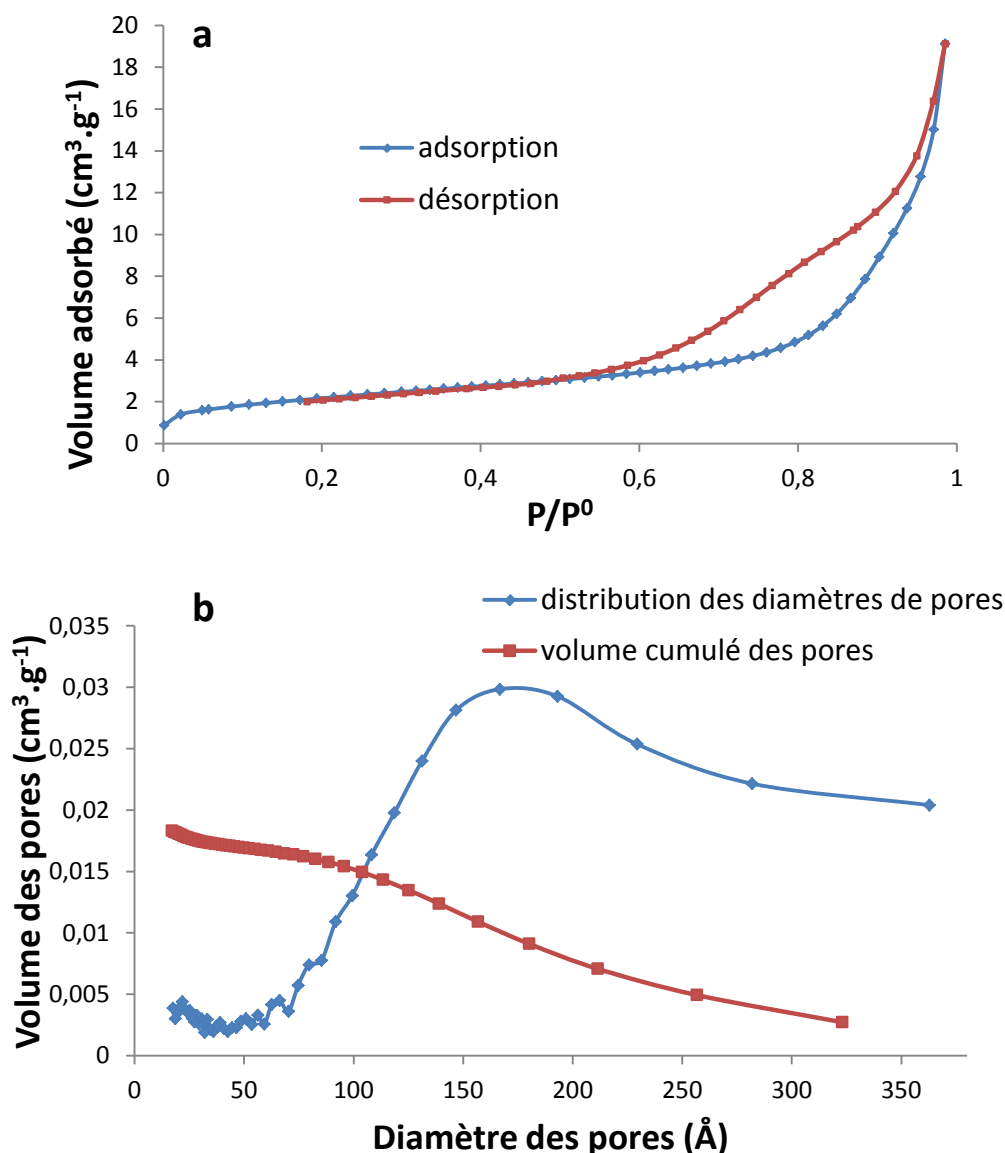 a
Volume adsorbé (cm³.g⁻¹)
20
18
16
14
12
10
8
6
4
2
0
adsorption
désorption
0 0,2 0,4 0,6 0,8 1
P/P⁰
b
distribution des diamètres de pores
volume cumulé des pores
Volume des pores (cm³.g⁻¹)
0,035
0,03
0,025
0,02
0,015
0,01
0,005
0
0 50 100 150 200 250 300 350
Diamètre des pores (Å)